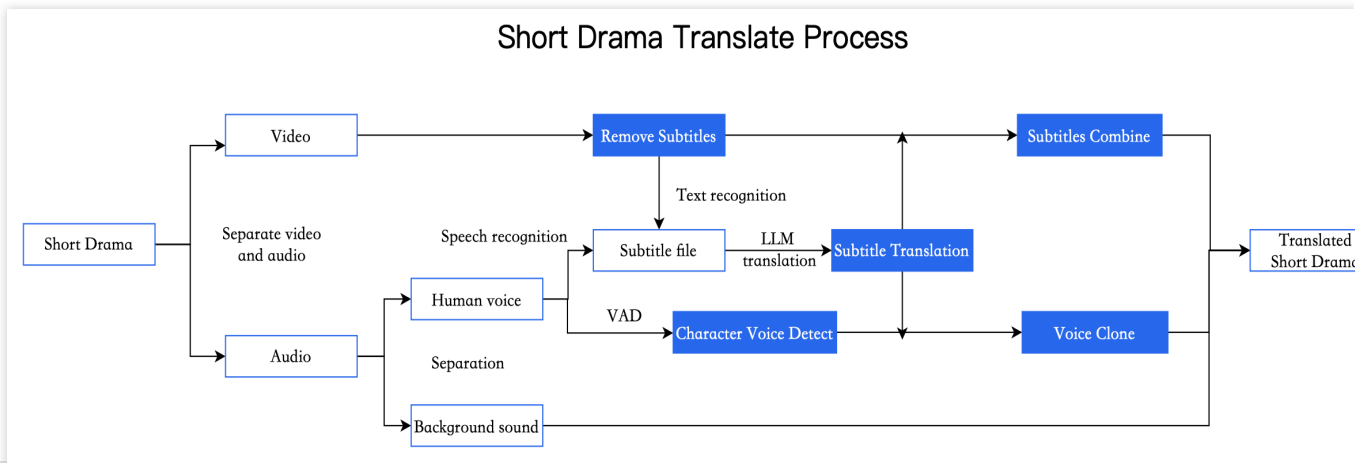 Short Drama Translate Process
Video
Remove Subtitles
Subtitles Combine
Text recognition
Short Drama
Separate video
and audio
Speech recognition
Subtitle file
LLM
translation
Subtitle Translation
Translated
Short Drama
Human voice
VAD
Character Voice Detect
Voice Clone
Audio
Separation
Background sound